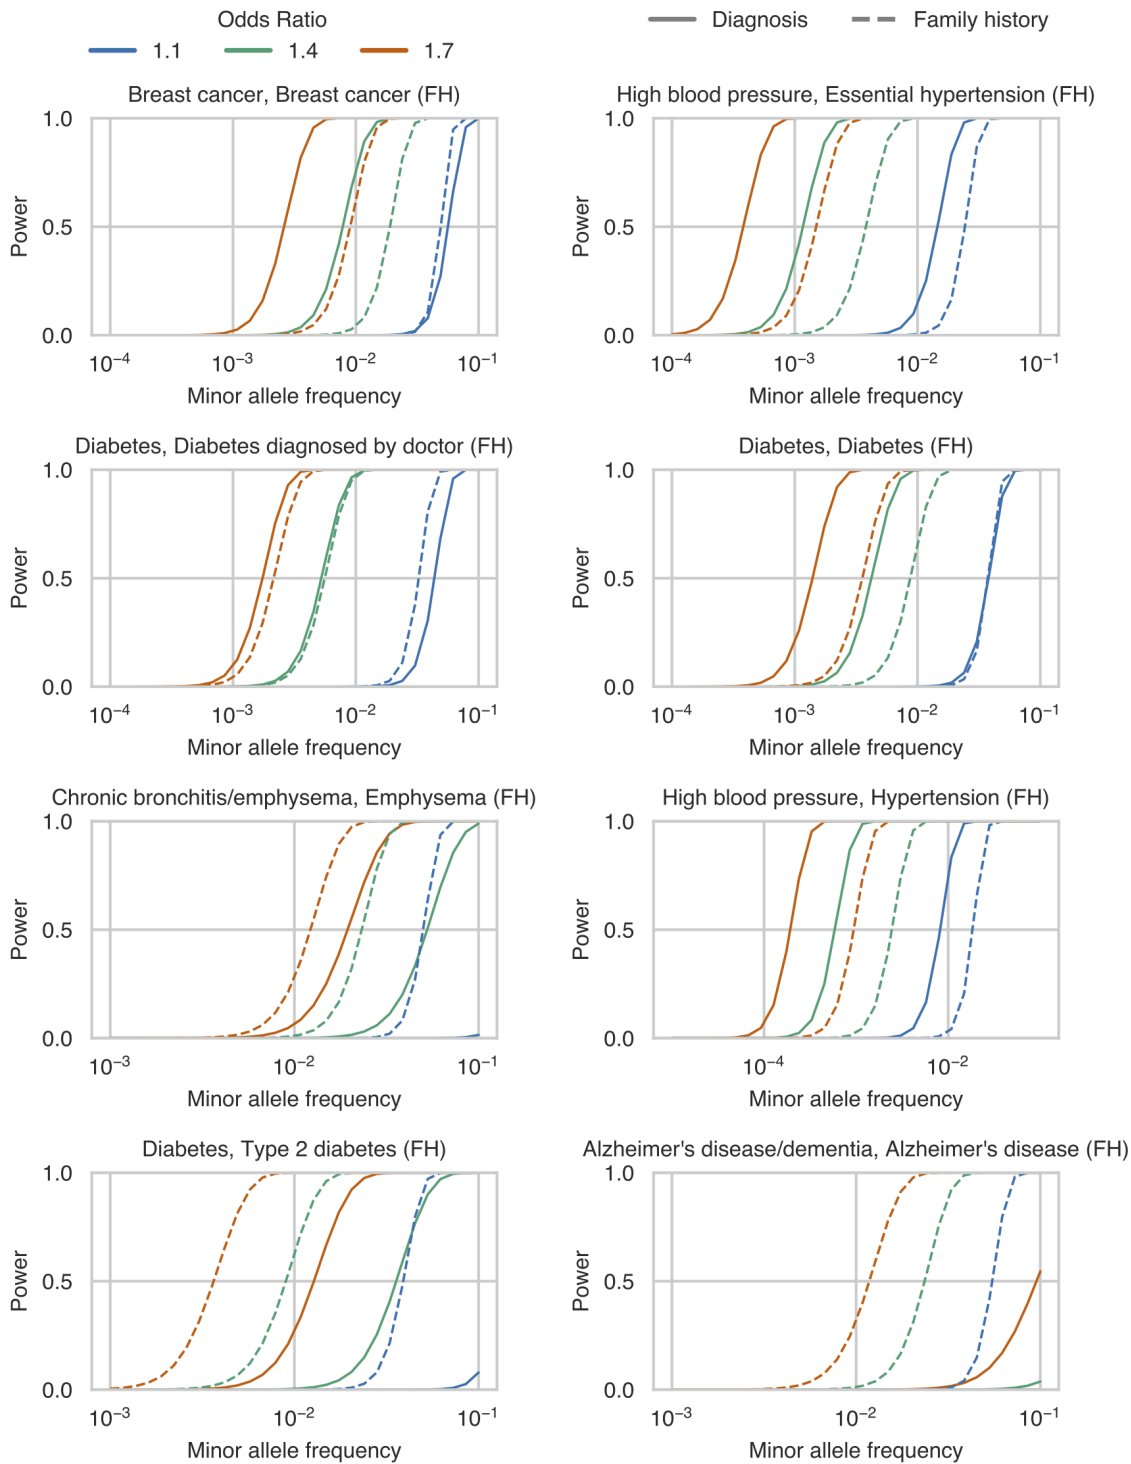 Odds Ratio
1.1 1.4 1.7
Diagnosis Family history
Breast cancer, Breast cancer (FH)
1.0
0.5
0.0
Power
10⁻⁴ 10⁻³ 10⁻² 10⁻¹
Minor allele frequency
High blood pressure, Essential hypertension (FH)
1.0
0.5
0.0
Power
10⁻⁴ 10⁻³ 10⁻² 10⁻¹
Minor allele frequency
Diabetes, Diabetes diagnosed by doctor (FH)
1.0
0.5
0.0
Power
10⁻⁴ 10⁻³ 10⁻² 10⁻¹
Minor allele frequency
Diabetes, Diabetes (FH)
1.0
0.5
0.0
Power
10⁻⁴ 10⁻³ 10⁻² 10⁻¹
Minor allele frequency
Chronic bronchitis/emphysema, Emphysema (FH)
1.0
0.5
0.0
Power
10⁻³ 10⁻² 10⁻¹
Minor allele frequency
High blood pressure, Hypertension (FH)
1.0
0.5
0.0
Power
10⁻⁴ 10⁻²
Minor allele frequency
Diabetes, Type 2 diabetes (FH)
1.0
0.5
0.0
Power
10⁻³ 10⁻² 10⁻¹
Minor allele frequency
Alzheimer's disease/dementia, Alzheimer's disease (FH)
1.0
0.5
0.0
Power
10⁻³ 10⁻² 10⁻¹
Minor allele frequency